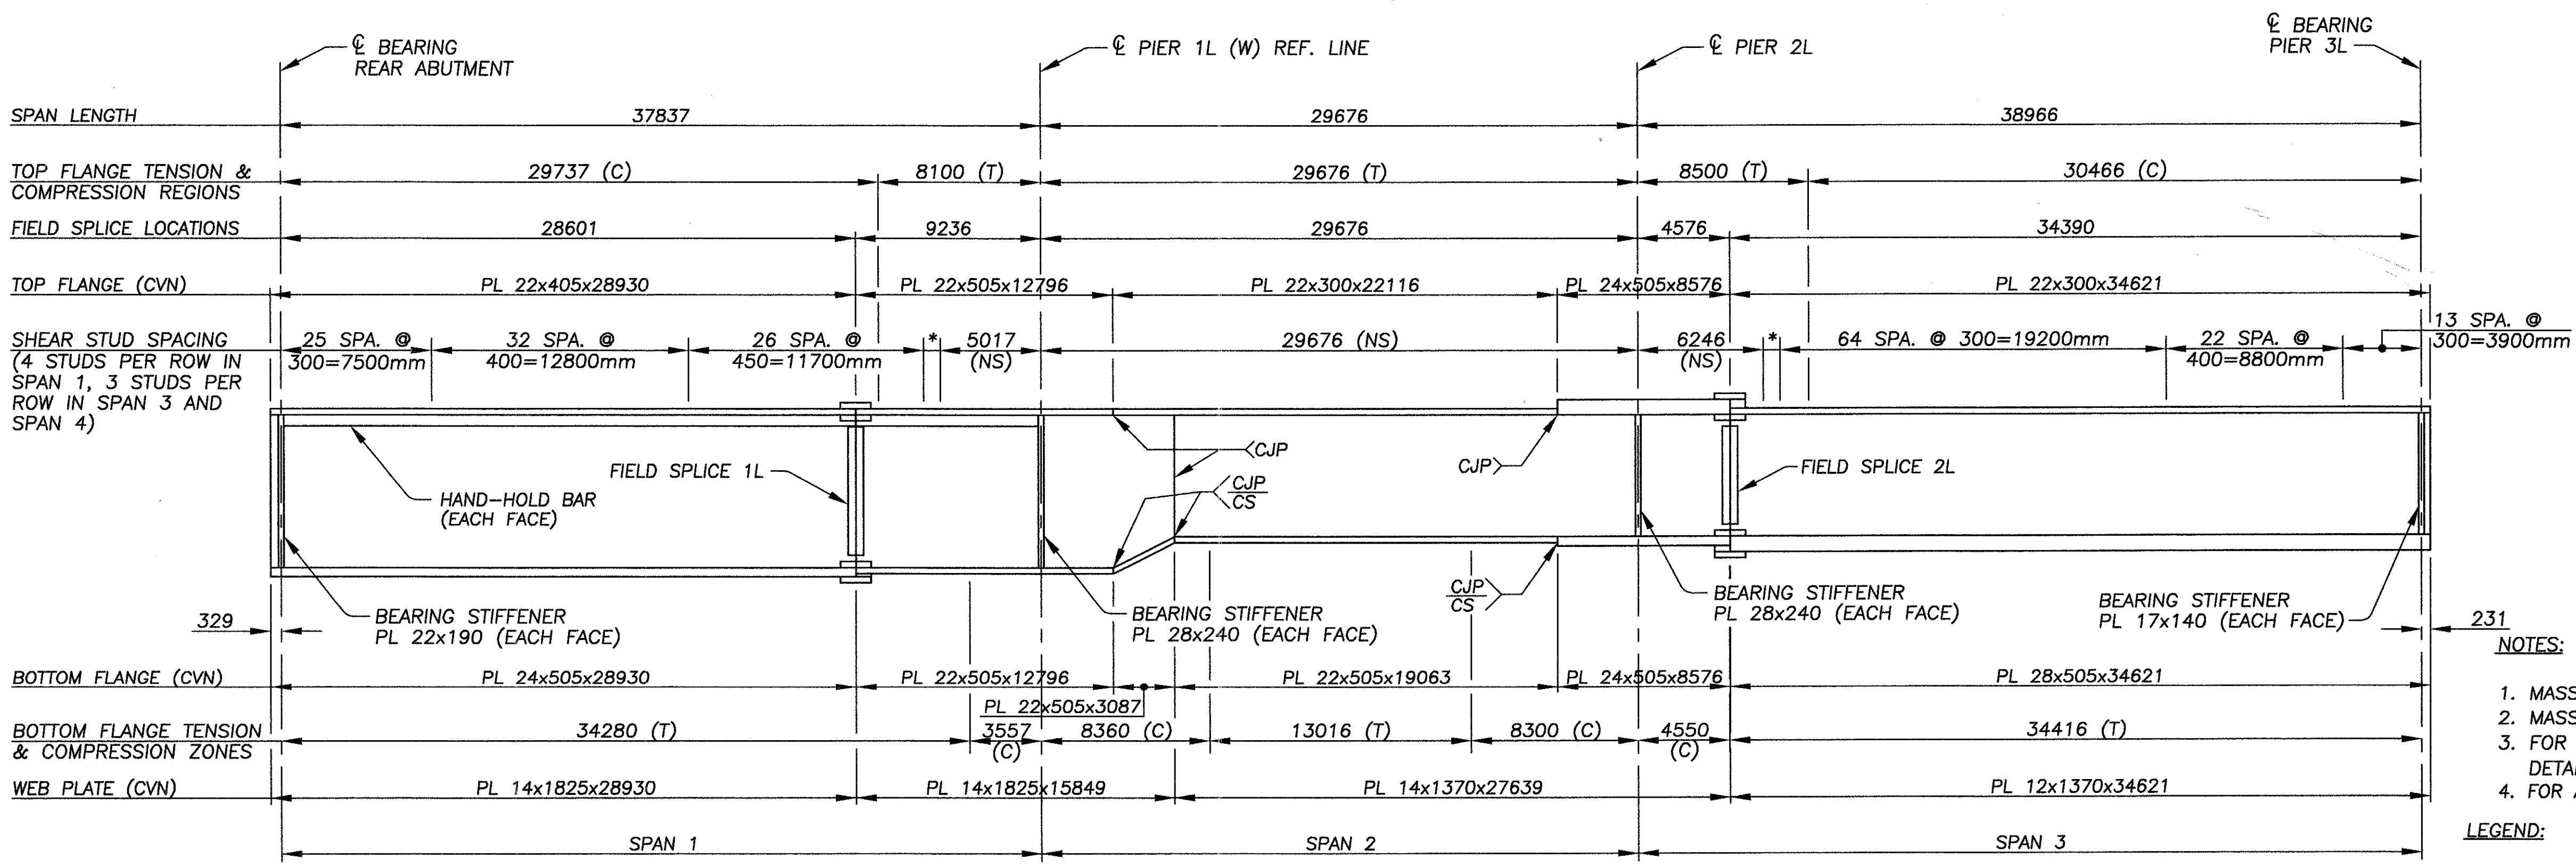 ℄ BEARING
REAR ABUTMENT
℄ PIER 1L (W) REF. LINE
℄ PIER 2L
℄ BEARING
PIER 3L
SPAN LENGTH
37837
29676
38966
TOP FLANGE TENSION &
COMPRESSION REGIONS
29737 (C)
8100 (T)
29676 (T)
8500 (T)
30466 (C)
FIELD SPLICE LOCATIONS
28601
9236
29676
4576
34390
TOP FLANGE (CVN)
PL 22x405x28930
PL 22x505x12796
PL 22x300x22116
PL 24x505x8576
PL 22x300x34621
SHEAR STUD SPACING
(4 STUDS PER ROW IN
SPAN 1, 3 STUDS PER
ROW IN SPAN 3 AND
SPAN 4)
25 SPA. @
300=7500mm
32 SPA. @
400=12800mm
26 SPA. @
450=11700mm
*
5017
(NS)
29676 (NS)
6246
(NS)
*
64 SPA. @ 300=19200mm
22 SPA. @
400=8800mm
13 SPA. @
300=3900mm
HAND-HOLD BAR
(EACH FACE)
FIELD SPLICE 1L
CJP
CJP
CS
CJP
FIELD SPLICE 2L
CJP
CS
329
BEARING STIFFENER
PL 22x190 (EACH FACE)
BEARING STIFFENER
PL 28x240 (EACH FACE)
BEARING STIFFENER
PL 28x240 (EACH FACE)
BEARING STIFFENER
PL 17x140 (EACH FACE)
231
BOTTOM FLANGE (CVN)
PL 24x505x28930
PL 22x505x12796
PL 22x505x3087
PL 22x505x19063
PL 24x505x8576
PL 28x505x34621
BOTTOM FLANGE TENSION
& COMPRESSION ZONES
34280 (T)
3557
(C)
8360 (C)
13016 (T)
8300 (C)
4550
(C)
34416 (T)
WEB PLATE (CVN)
PL 14x1825x28930
PL 14x1825x15849
PL 14x1370x27639
PL 12x1370x34621
SPAN 1
SPAN 2
SPAN 3
NOTES:
1. MASS
2. MASS
3. FOR
DETA
4. FOR A
LEGEND: